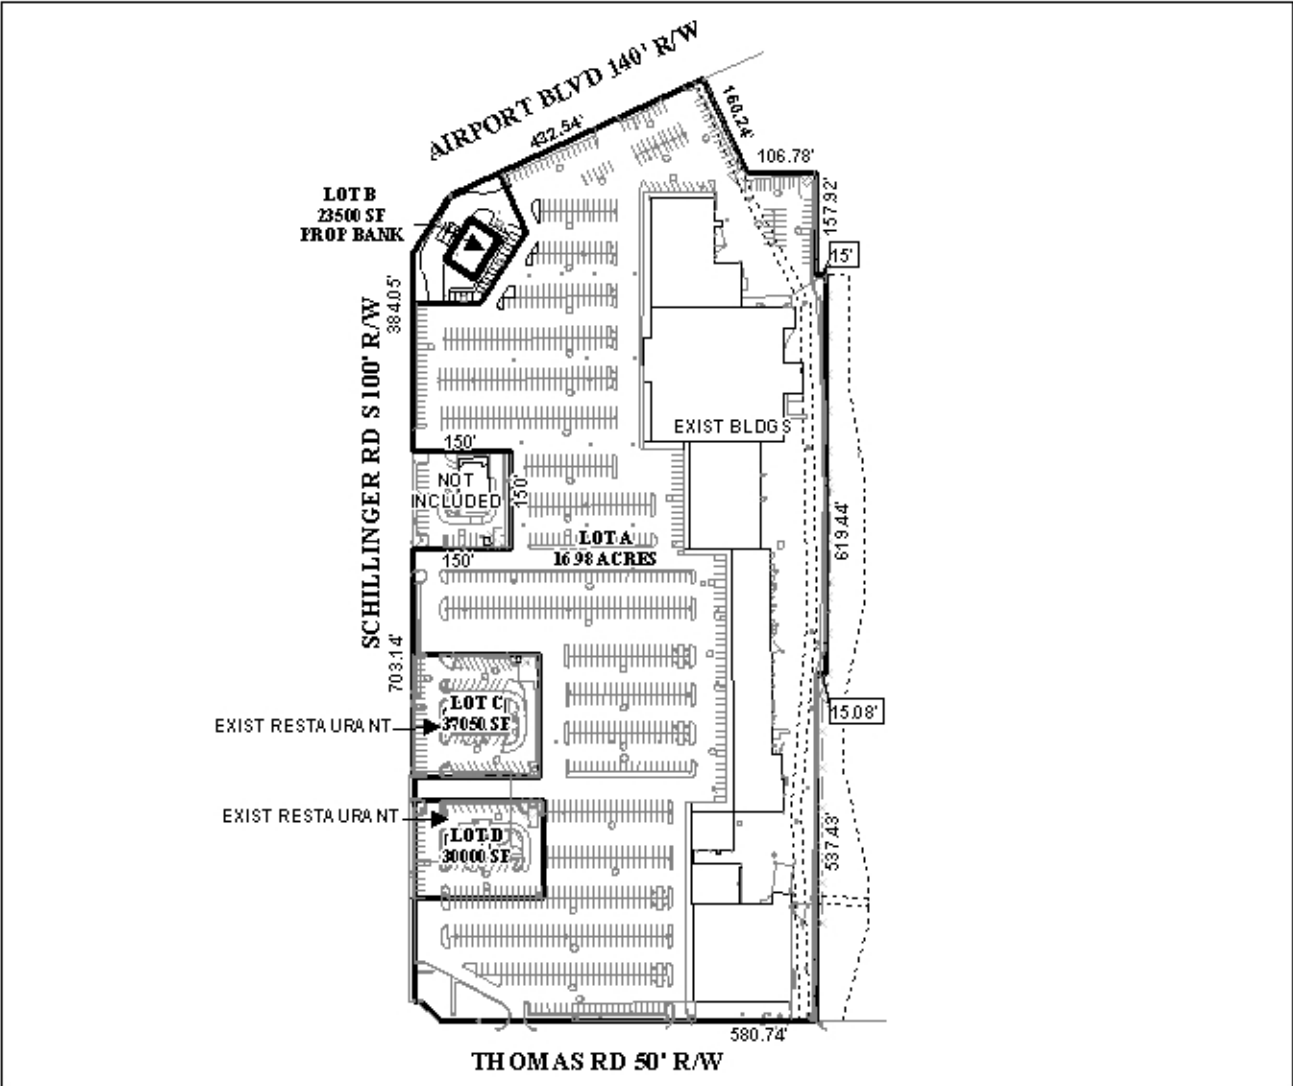 AIRPORT BLVD 140' R/W
432.54'
160.24'
106.78'
157.92'
15'
LOT B
23500 SF
PROP BANK
384.05'
SCHILLINGER RD S 100' R/W
EXIST BLDGS
150'
NOT
INCLUDED
150'
150'
LOT A
16.98 ACRES
619.44'
703.14'
LOT C
37050 SF
EXIST RESTAURANT
15.08'
EXIST RESTAURANT
LOT D
30000 SF
537.43'
580.74'
THOMAS RD 50' R/W